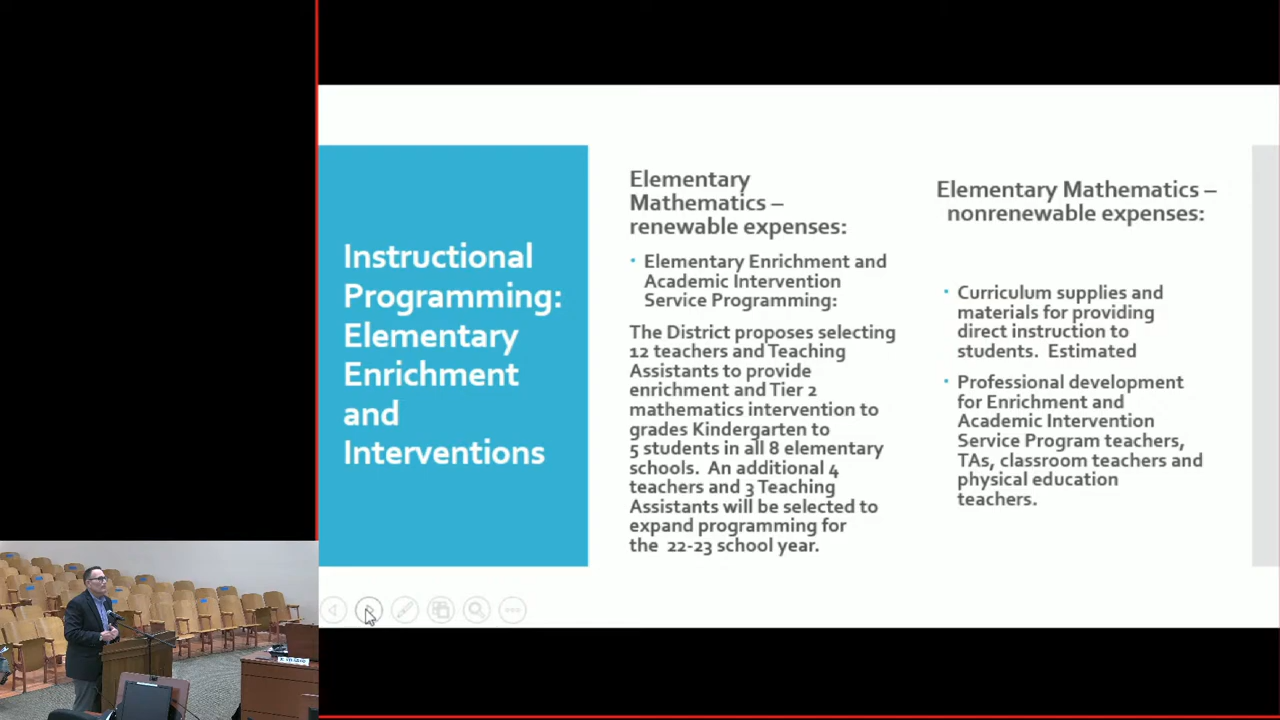 Instructional
Programming:
Elementary
Enrichment
and
Interventions
Elementary
Mathematics –
renewable expenses:
• Elementary Enrichment and
Academic Intervention
Service Programming:
The District proposes selecting
12 teachers and Teaching
Assistants to provide
enrichment and Tier 2
mathematics intervention to
grades Kindergarten to
5 students in all 8 elementary
schools. An additional 4
teachers and 3 Teaching
Assistants will be selected to
expand programming for
the 22-23 school year.
Elementary Mathematics –
nonrenewable expenses:
• Curriculum supplies and
materials for providing
direct instruction to
students. Estimated
• Professional development
for Enrichment and
Academic Intervention
Service Program teachers,
TAs, classroom teachers and
physical education
teachers.